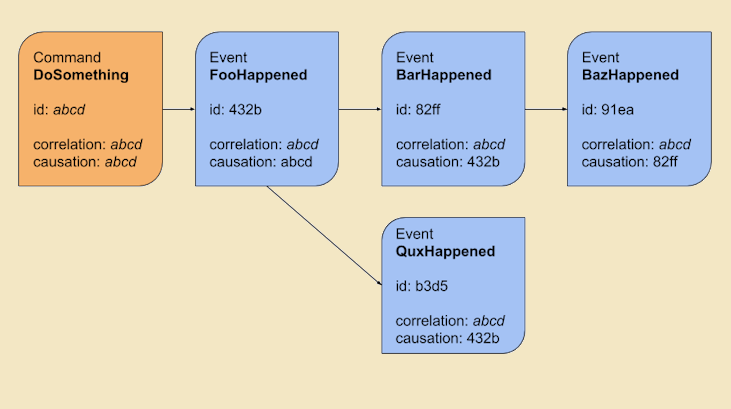 Command
DoSomething
id: abcd
correlation: abcd
causation: abcd
Event
FooHappened
id: 432b
correlation: abcd
causation: abcd
Event
BarHappened
id: 82ff
correlation: abcd
causation: 432b
Event
BazHappened
id: 91ea
correlation: abcd
causation: 82ff
Event
QuxHappened
id: b3d5
correlation: abcd
causation: 432b